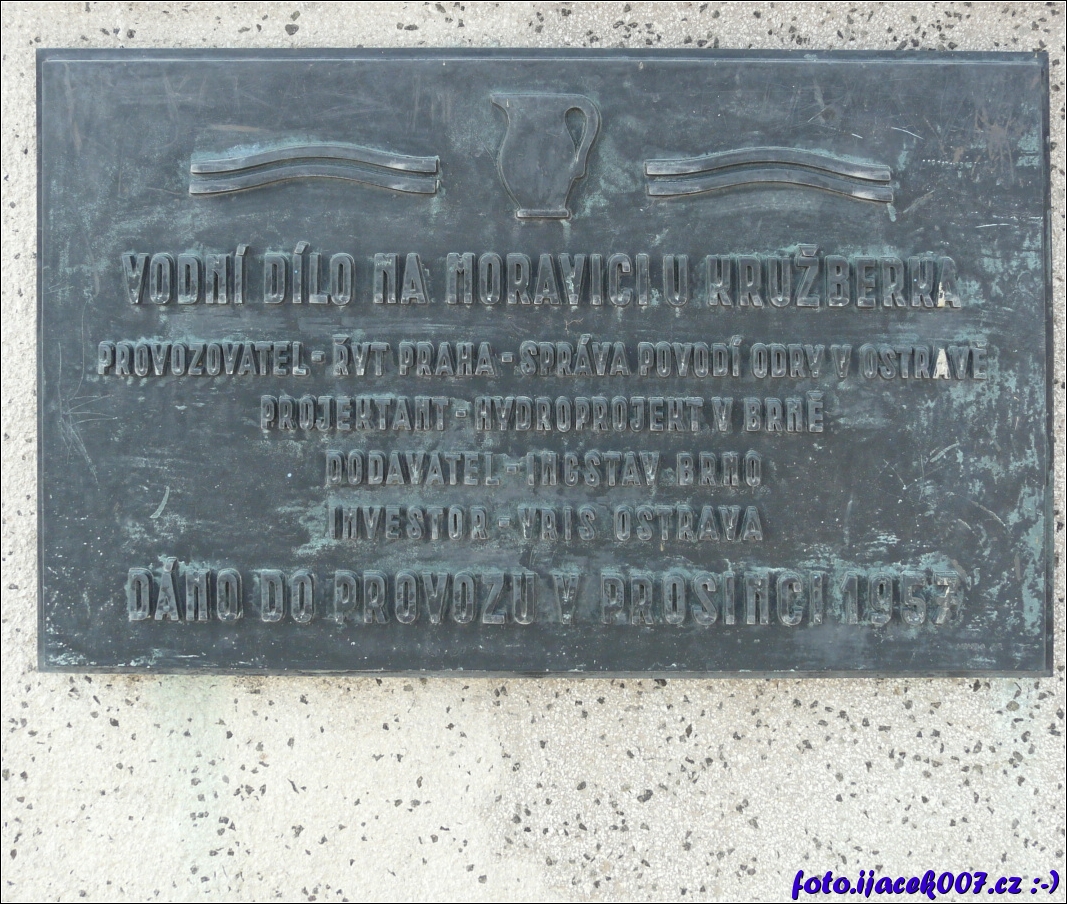 VODNÍ DÍLO NA MORAVICI U KRUŽBERKA
PROVOZOVATEL - ŘVT PRAHA - SPRÁVA POVODÍ ODRY V OSTRAVĚ
PROJEKTANT - HYDROPROJEKT V BRNĚ
DODAVATEL - INGSTAV BRNO
INVESTOR - VRIS OSTRAVA
DÁNO DO PROVOZU V PROSINCI 1957
foto.ijacek007.cz :-)